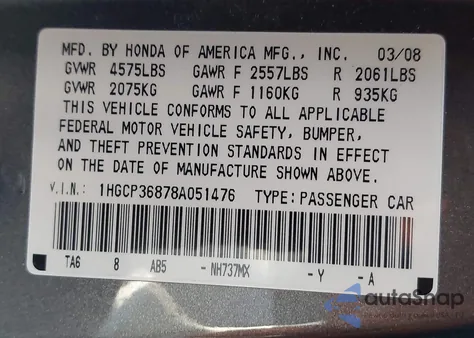 MFD. BY HONDA OF AMERICA MFG., INC. 03/08
GVWR 4575LBS GAWR F 2557LBS R 2061LBS
GVWR 2075KG GAWR F 1160KG R 935KG
THIS VEHICLE CONFORMS TO ALL APPLICABLE
FEDERAL MOTOR VEHICLE SAFETY, BUMPER,
AND THEFT PREVENTION STANDARDS IN EFFECT
ON THE DATE OF MANUFACTURE SHOWN ABOVE.
V.I.N.: 1HGCP36878A051476 TYPE: PASSENGER CAR
TA6 8 AB5 - NH737MX - Y - A
autoSnap